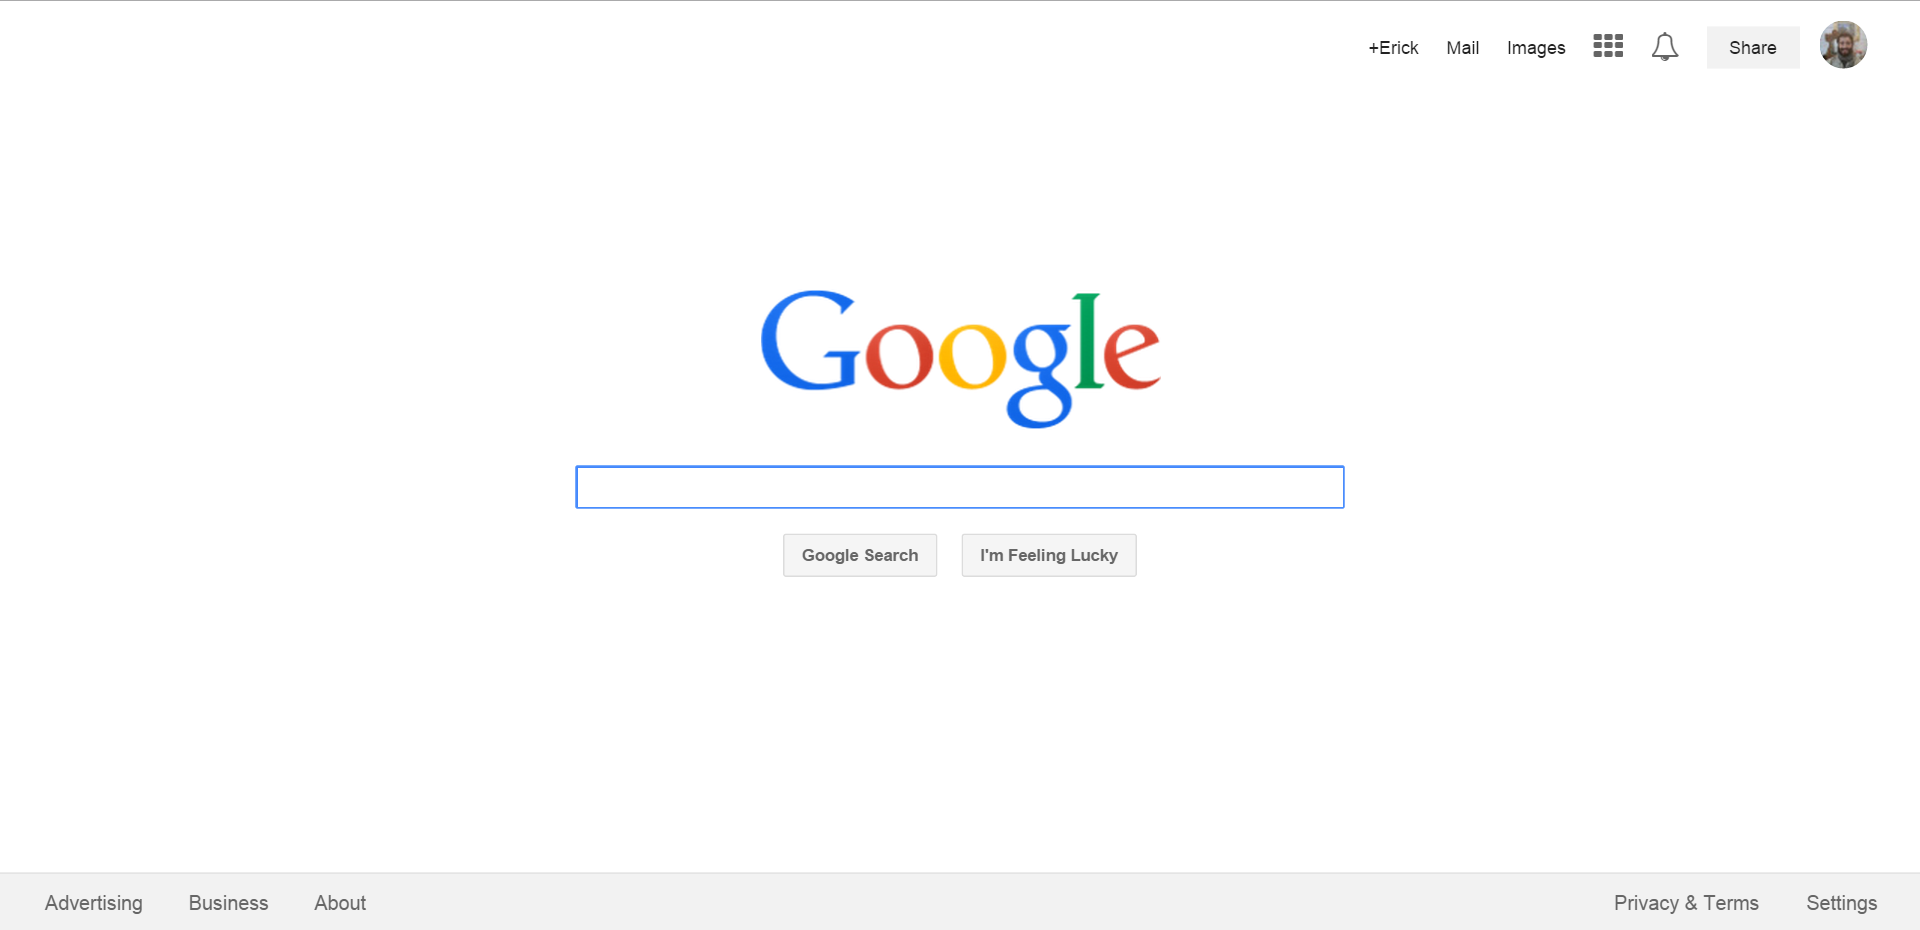 +Erick Mail Images Share
Google
Google Search I'm Feeling Lucky
Advertising Business About Privacy & Terms Settings